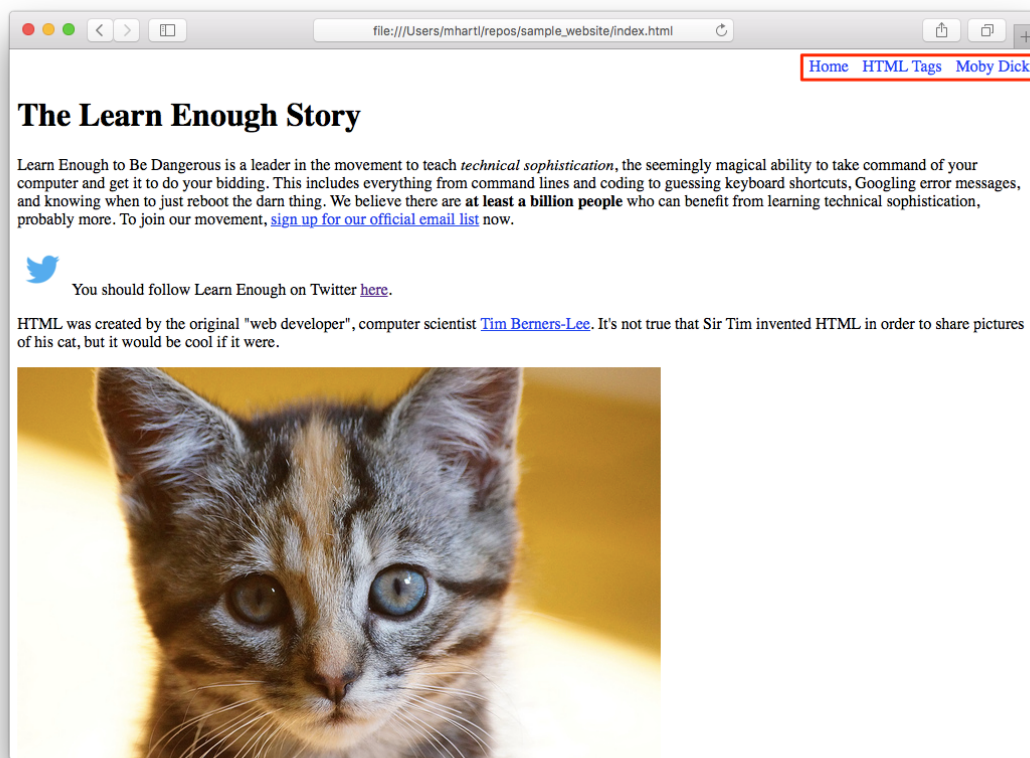 file:///Users/mhartl/repos/sample_website/index.html
Home HTML Tags Moby Dick
The Learn Enough Story
Learn Enough to Be Dangerous is a leader in the movement to teach technical sophistication, the seemingly magical ability to take command of your
computer and get it to do your bidding. This includes everything from command lines and coding to guessing keyboard shortcuts, Googling error messages,
and knowing when to just reboot the darn thing. We believe there are at least a billion people who can benefit from learning technical sophistication,
probably more. To join our movement, sign up for our official email list now.
You should follow Learn Enough on Twitter here.
HTML was created by the original "web developer", computer scientist Tim Berners-Lee. It's not true that Sir Tim invented HTML in order to share pictures
of his cat, but it would be cool if it were.